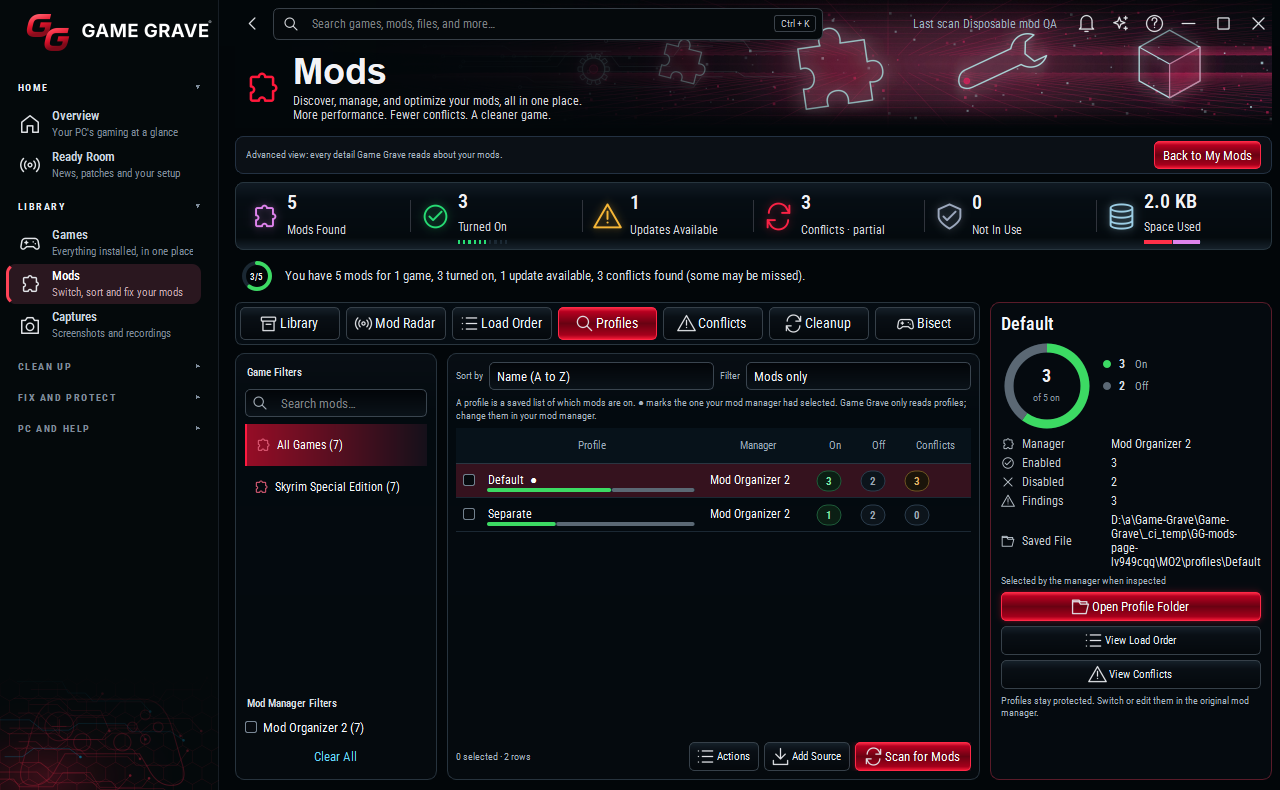 GAME GRAVE
Search games, mods, files, and more...
Ctrl + K
Last scan Disposable mod QA
HOME
Overview
Your PC's gaming at a glance
Ready Room
News, patches and your setup
LIBRARY
Games
Everything installed, in one place
Mods
Switch, sort and fix your mods
Captures
Screenshots and recordings
CLEAN UP
FIX AND PROTECT
PC AND HELP
Mods
Discover, manage, and optimize your mods, all in one place.
More performance. Fewer conflicts. A cleaner game.
Advanced view: every detail Game Grave reads about your mods.
Back to My Mods
5
Mods Found
3
Turned On
1
Updates Available
3
Conflicts · partial
0
Not In Use
2.0 KB
Space Used
3/5
You have 5 mods for 1 game, 3 turned on, 1 update available, 3 conflicts found (some may be missed).
Library
Mod Radar
Load Order
Profiles
Conflicts
Cleanup
Bisect
Game Filters
Search mods...
All Games (7)
Skyrim Special Edition (7)
Mod Manager Filters
Mod Organizer 2 (7)
Clear All
Sort by
Name (A to Z)
Filter
Mods only
A profile is a saved list of which mods are on. ● marks the one your mod manager had selected. Game Grave only reads profiles;
change them in your mod manager.
Profile Manager On Off Conflicts
Default ● Mod Organizer 2 3 2 3
Separate Mod Organizer 2 1 2 0
0 selected · 2 rows
Actions
Add Source
Scan for Mods
Default
3
of 5 on
3 On
2 Off
Manager Mod Organizer 2
Enabled 3
Disabled 2
Findings 3
Saved File
D:\a\Game-Grave\Game-
Grave\_ci_temp\GG-mods-
page-
lv949cqq\MO2\profiles\Default
Selected by the manager when inspected
Open Profile Folder
View Load Order
View Conflicts
Profiles stay protected. Switch or edit them in the original mod
manager.